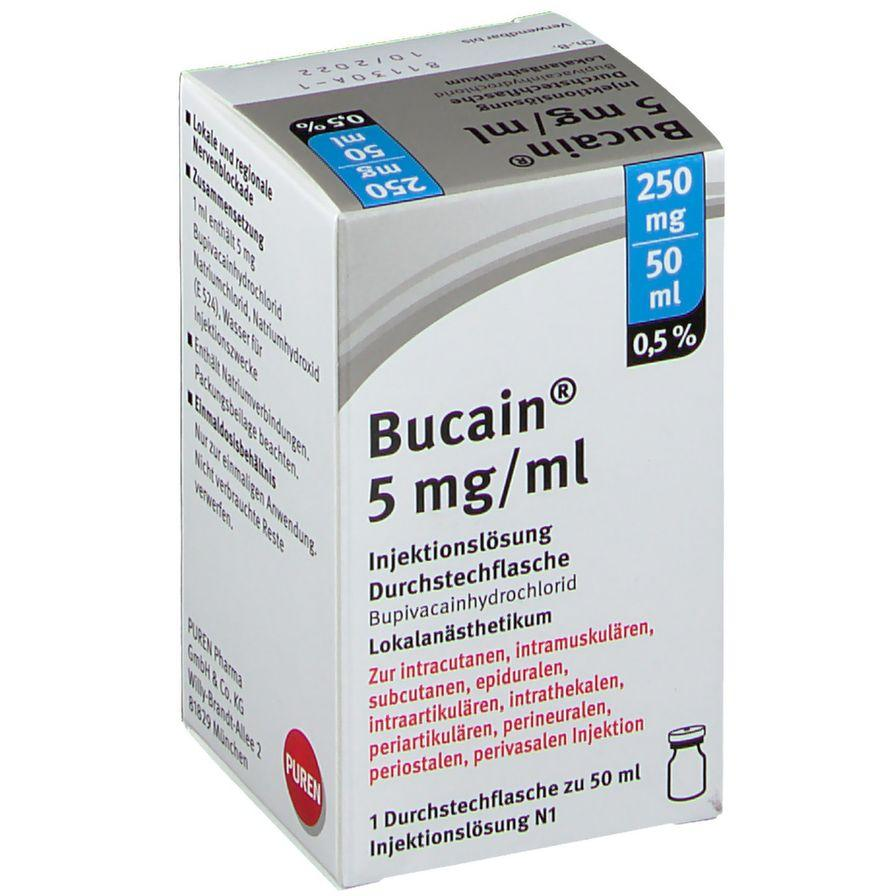 Verwendbar bis
Ch.-B.
10/2022
81130A-1
Bucain®
5 mg/ml
Injektionslösung
Durchstechflasche
Bupivacainhydrochlorid
Lokalanästhetikum
250
mg
50
ml
0,5%
250
mg
50
ml
0,5%
Bucain®
5 mg/ml
Injektionslösung
Durchstechflasche
Bupivacainhydrochlorid
Lokalanästhetikum
Zur intracutanen, intramuskulären,
subcutanen, epiduralen,
intraartikulären, intrathekalen,
periartikulären, perineuralen,
periostalen, perivasalen Injektion
1 Durchstechflasche zu 50 ml
Injektionslösung N1
Lokale und regionale
Nervenblockade
Zusammensetzung
1 ml enthält 5 mg
Bupivacainhydrochlorid
Natriumchlorid, Natriumhydroxid
(E 524), Wasser für
Injektionszwecke
Enthält Natriumverbindungen.
Packungsbeilage beachten.
Einmaldosisbehältnis
Nur zur einmaligen Anwendung.
Nicht verbrauchte Reste
verwerfen.
PUREN Pharma
GmbH & Co. KG
Willy-Brandt-Allee 2
81829 München
PUREN